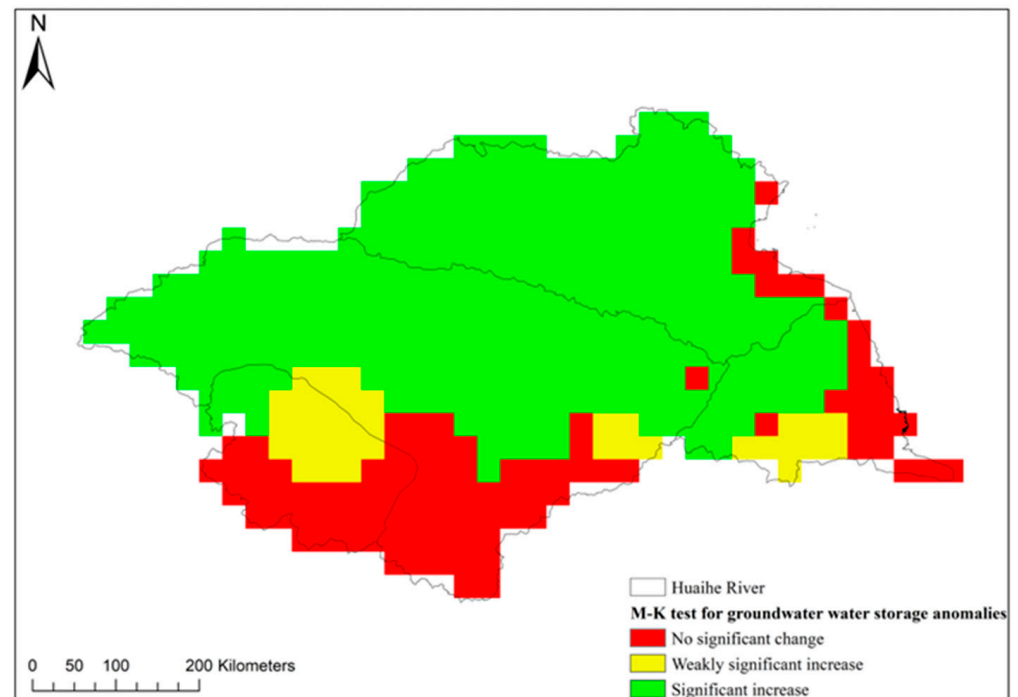 N
Huaihe River
M-K test for groundwater water storage anomalies
No significant change
Weakly significant increase
Significant increase
0 50 100 200 Kilometers